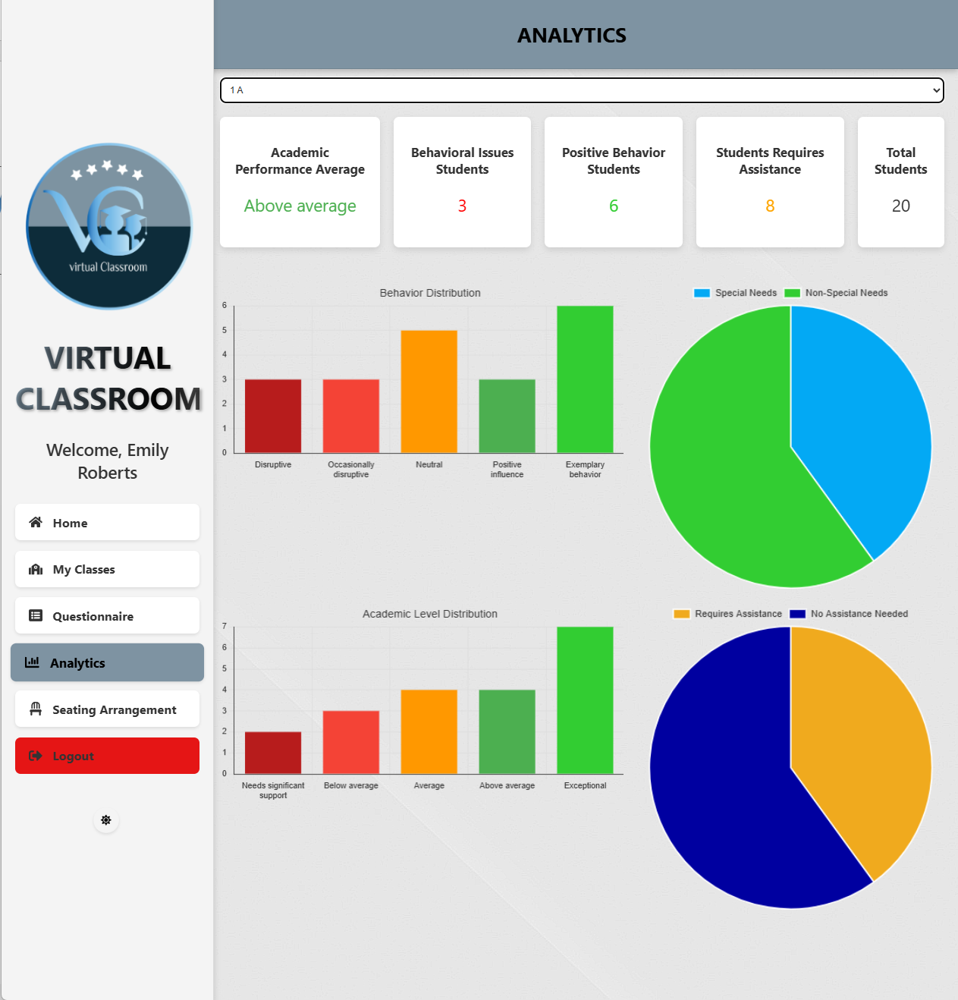 virtual Classroom
VIRTUAL
CLASSROOM
Welcome, Emily
Roberts
Home
My Classes
Questionnaire
Analytics
Seating Arrangement
Logout
ANALYTICS
1 A
Academic
Performance Average
Above average
Behavioral Issues
Students
3
Positive Behavior
Students
6
Students Requires
Assistance
8
Total
Students
20
Behavior Distribution
6
5
4
3
2
1
0
Disruptive
Occasionally
disruptive
Neutral
Positive
influence
Exemplary
behavior
Special Needs
Non-Special Needs
Academic Level Distribution
7
6
5
4
3
2
1
0
Needs significant
support
Below average
Average
Above average
Exceptional
Requires Assistance
No Assistance Needed